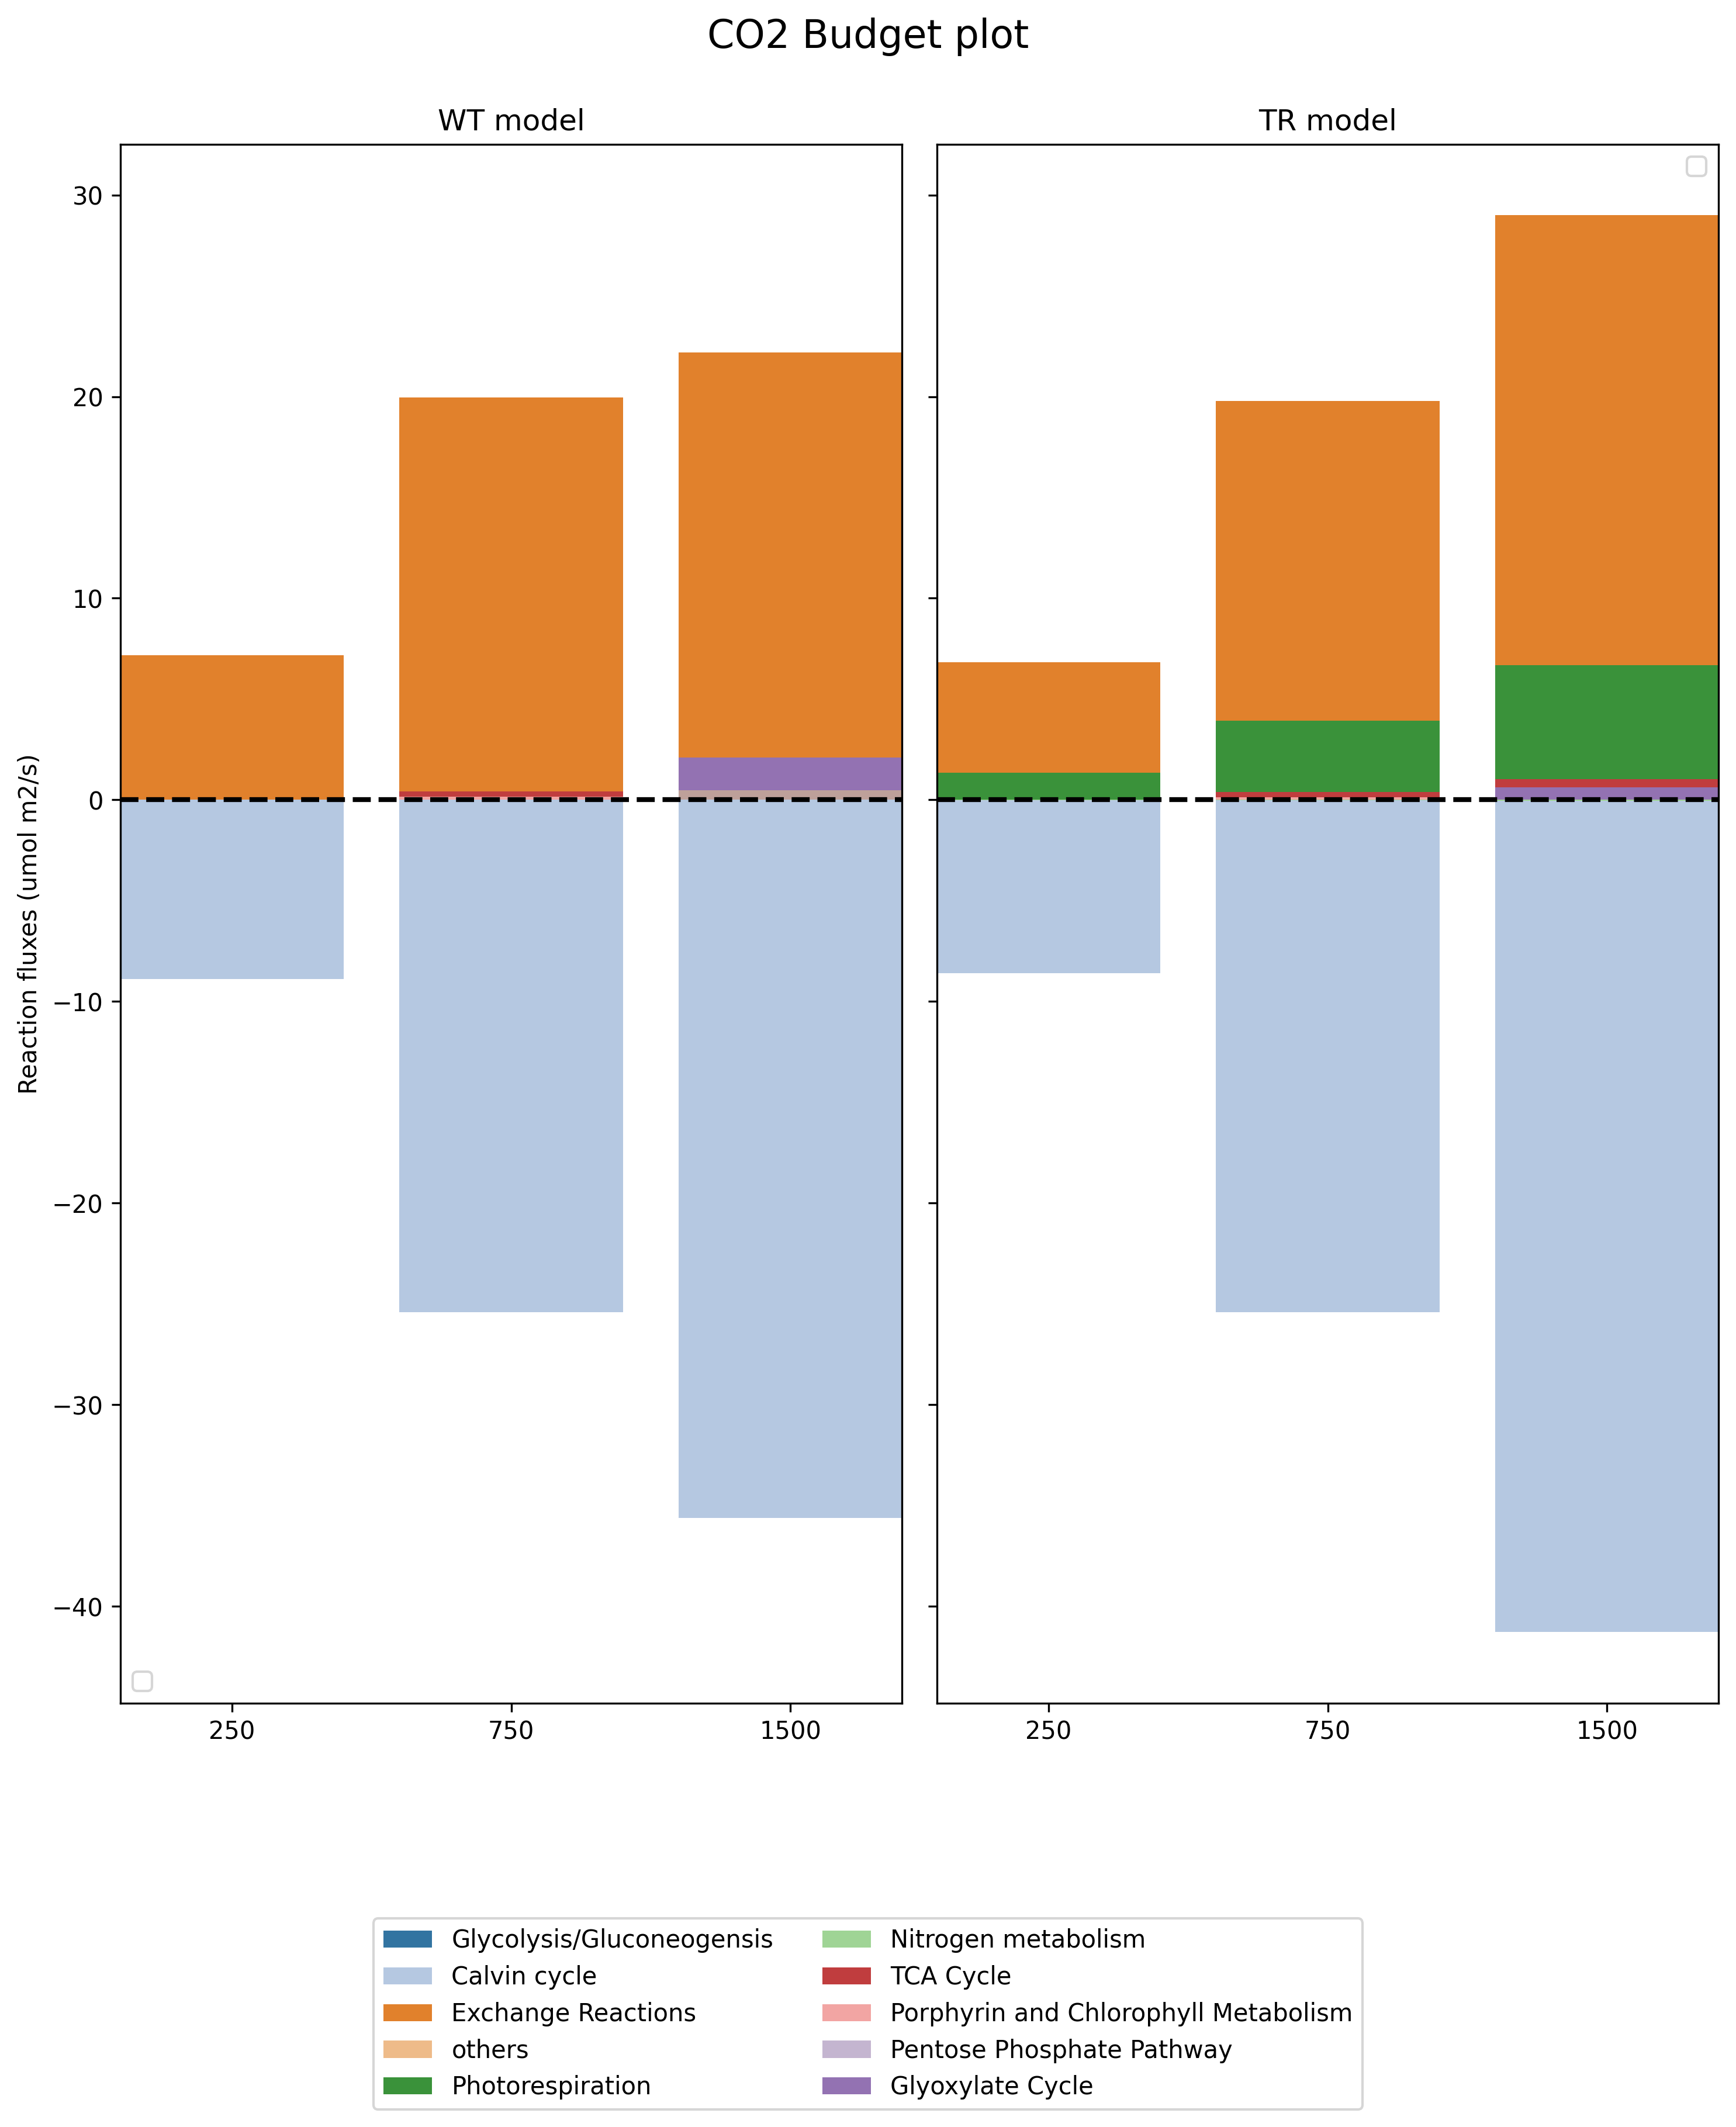 CO2 Budget plot
WT model
TR model
Reaction fluxes (umol m2/s)
30
20
10
0
−10
−20
−30
−40
250 750 1500
250 750 1500
Glycolysis/Gluconeogensis
Calvin cycle
Exchange Reactions
others
Photorespiration
Nitrogen metabolism
TCA Cycle
Porphyrin and Chlorophyll Metabolism
Pentose Phosphate Pathway
Glyoxylate Cycle